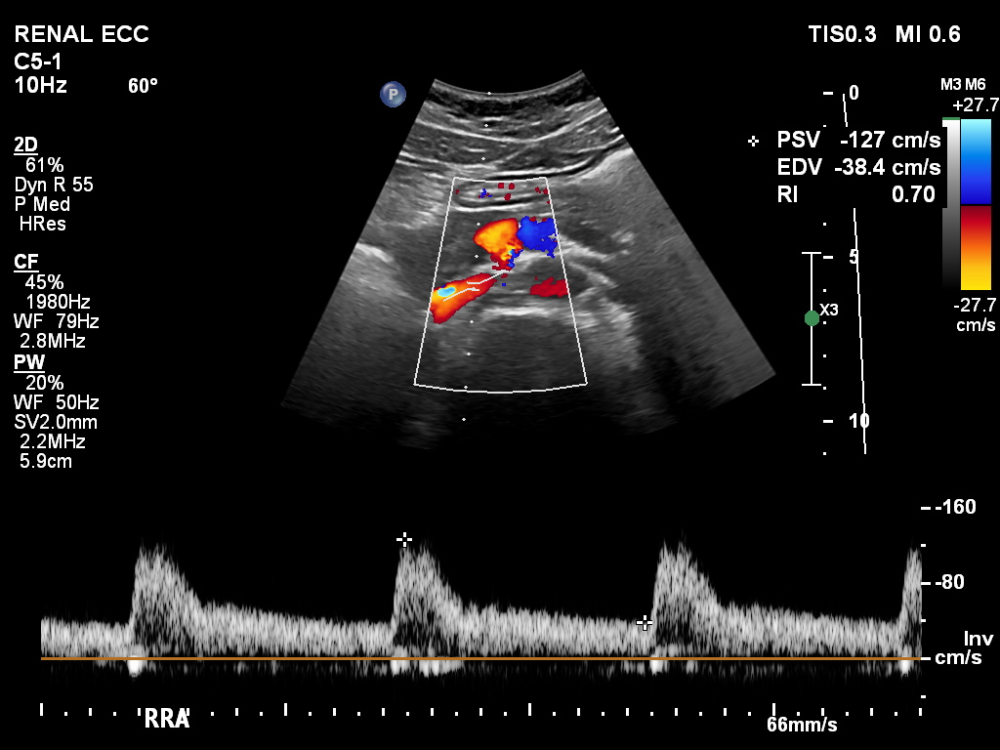 RENAL ECC
TIS0.3 MI 0.6
C5-1
10Hz 60°
P
M3 M6
+27.7
0
PSV -127 cm/s
EDV -38.4 cm/s
RI 0.70
2D
61%
Dyn R 55
P Med
HRes
5
CF
45%
1980Hz
WF 79Hz
2.8MHz
X3
-27.7
cm/s
PW
20%
WF 50Hz
SV2.0mm
2.2MHz
5.9cm
10
-160
-80
Inv
cm/s
RRA
66mm/s